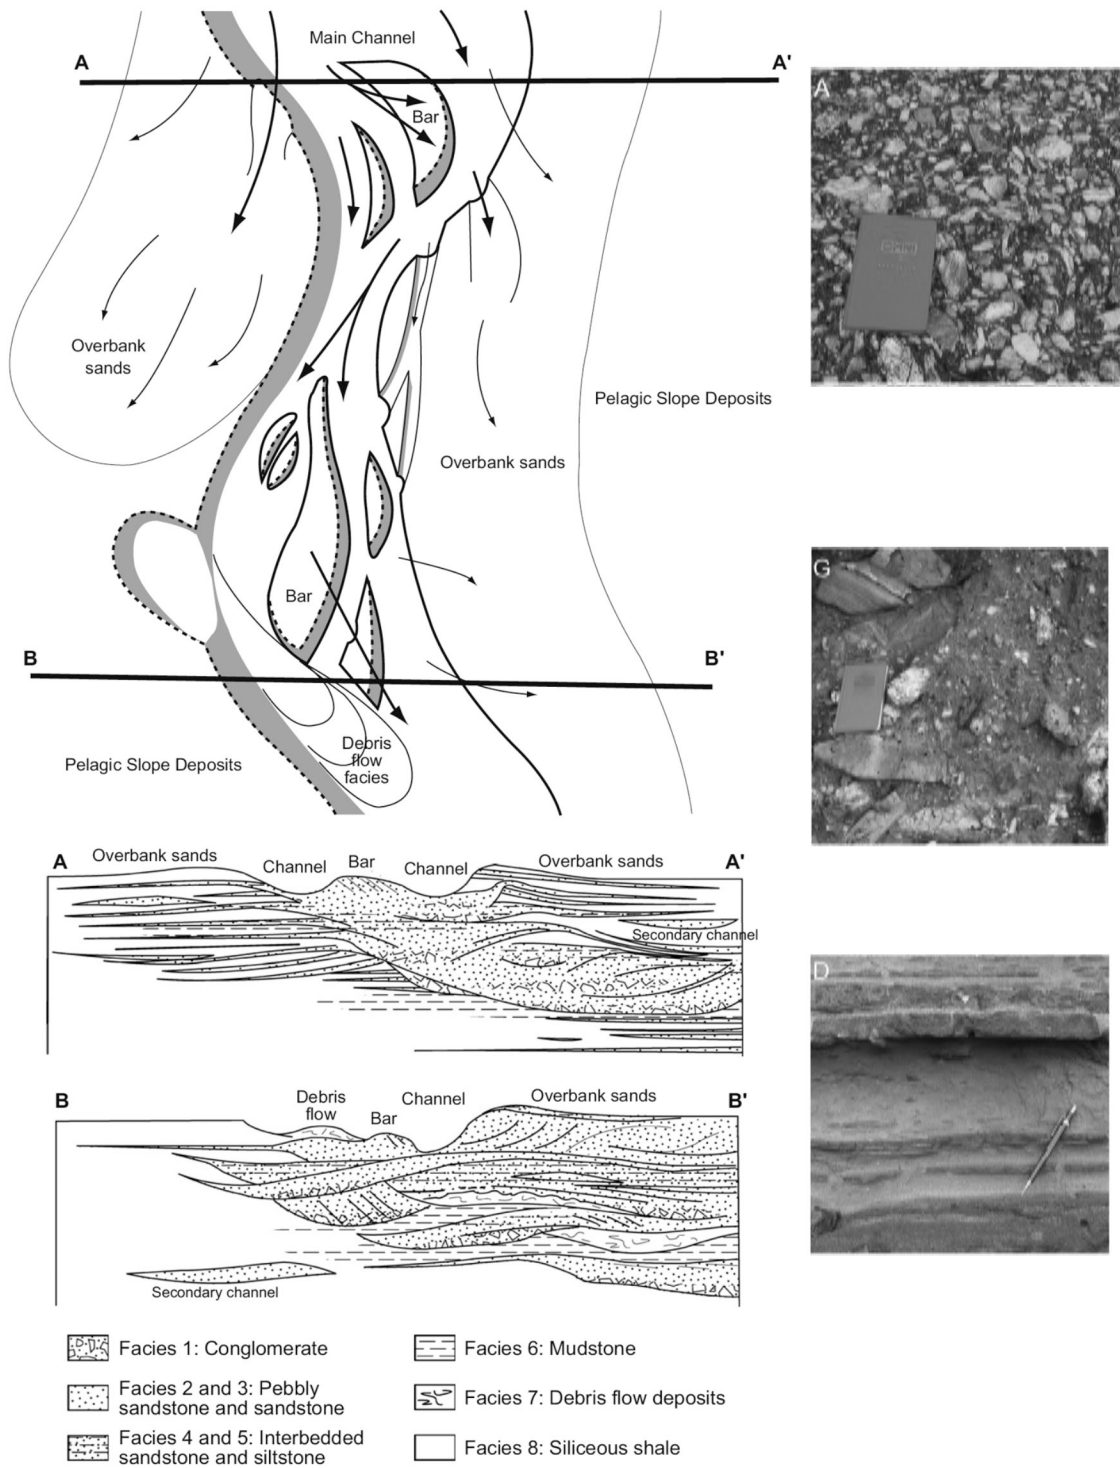 Main Channel
A
A'
Bar
Overbank
sands
Pelagic Slope Deposits
Overbank sands
Bar
B
B'
Debris
flow
facies
Pelagic Slope Deposits
A
Overbank sands
Channel
Bar
Channel
Overbank sands
A'
Secondary channel
B
Debris
flow
Bar
Channel
Overbank sands
B'
Secondary channel
Facies 1: Conglomerate
Facies 2 and 3: Pebbly
sandstone and sandstone
Facies 4 and 5: Interbedded
sandstone and siltstone
Facies 6: Mudstone
Facies 7: Debris flow deposits
Facies 8: Siliceous shale
A
G
D